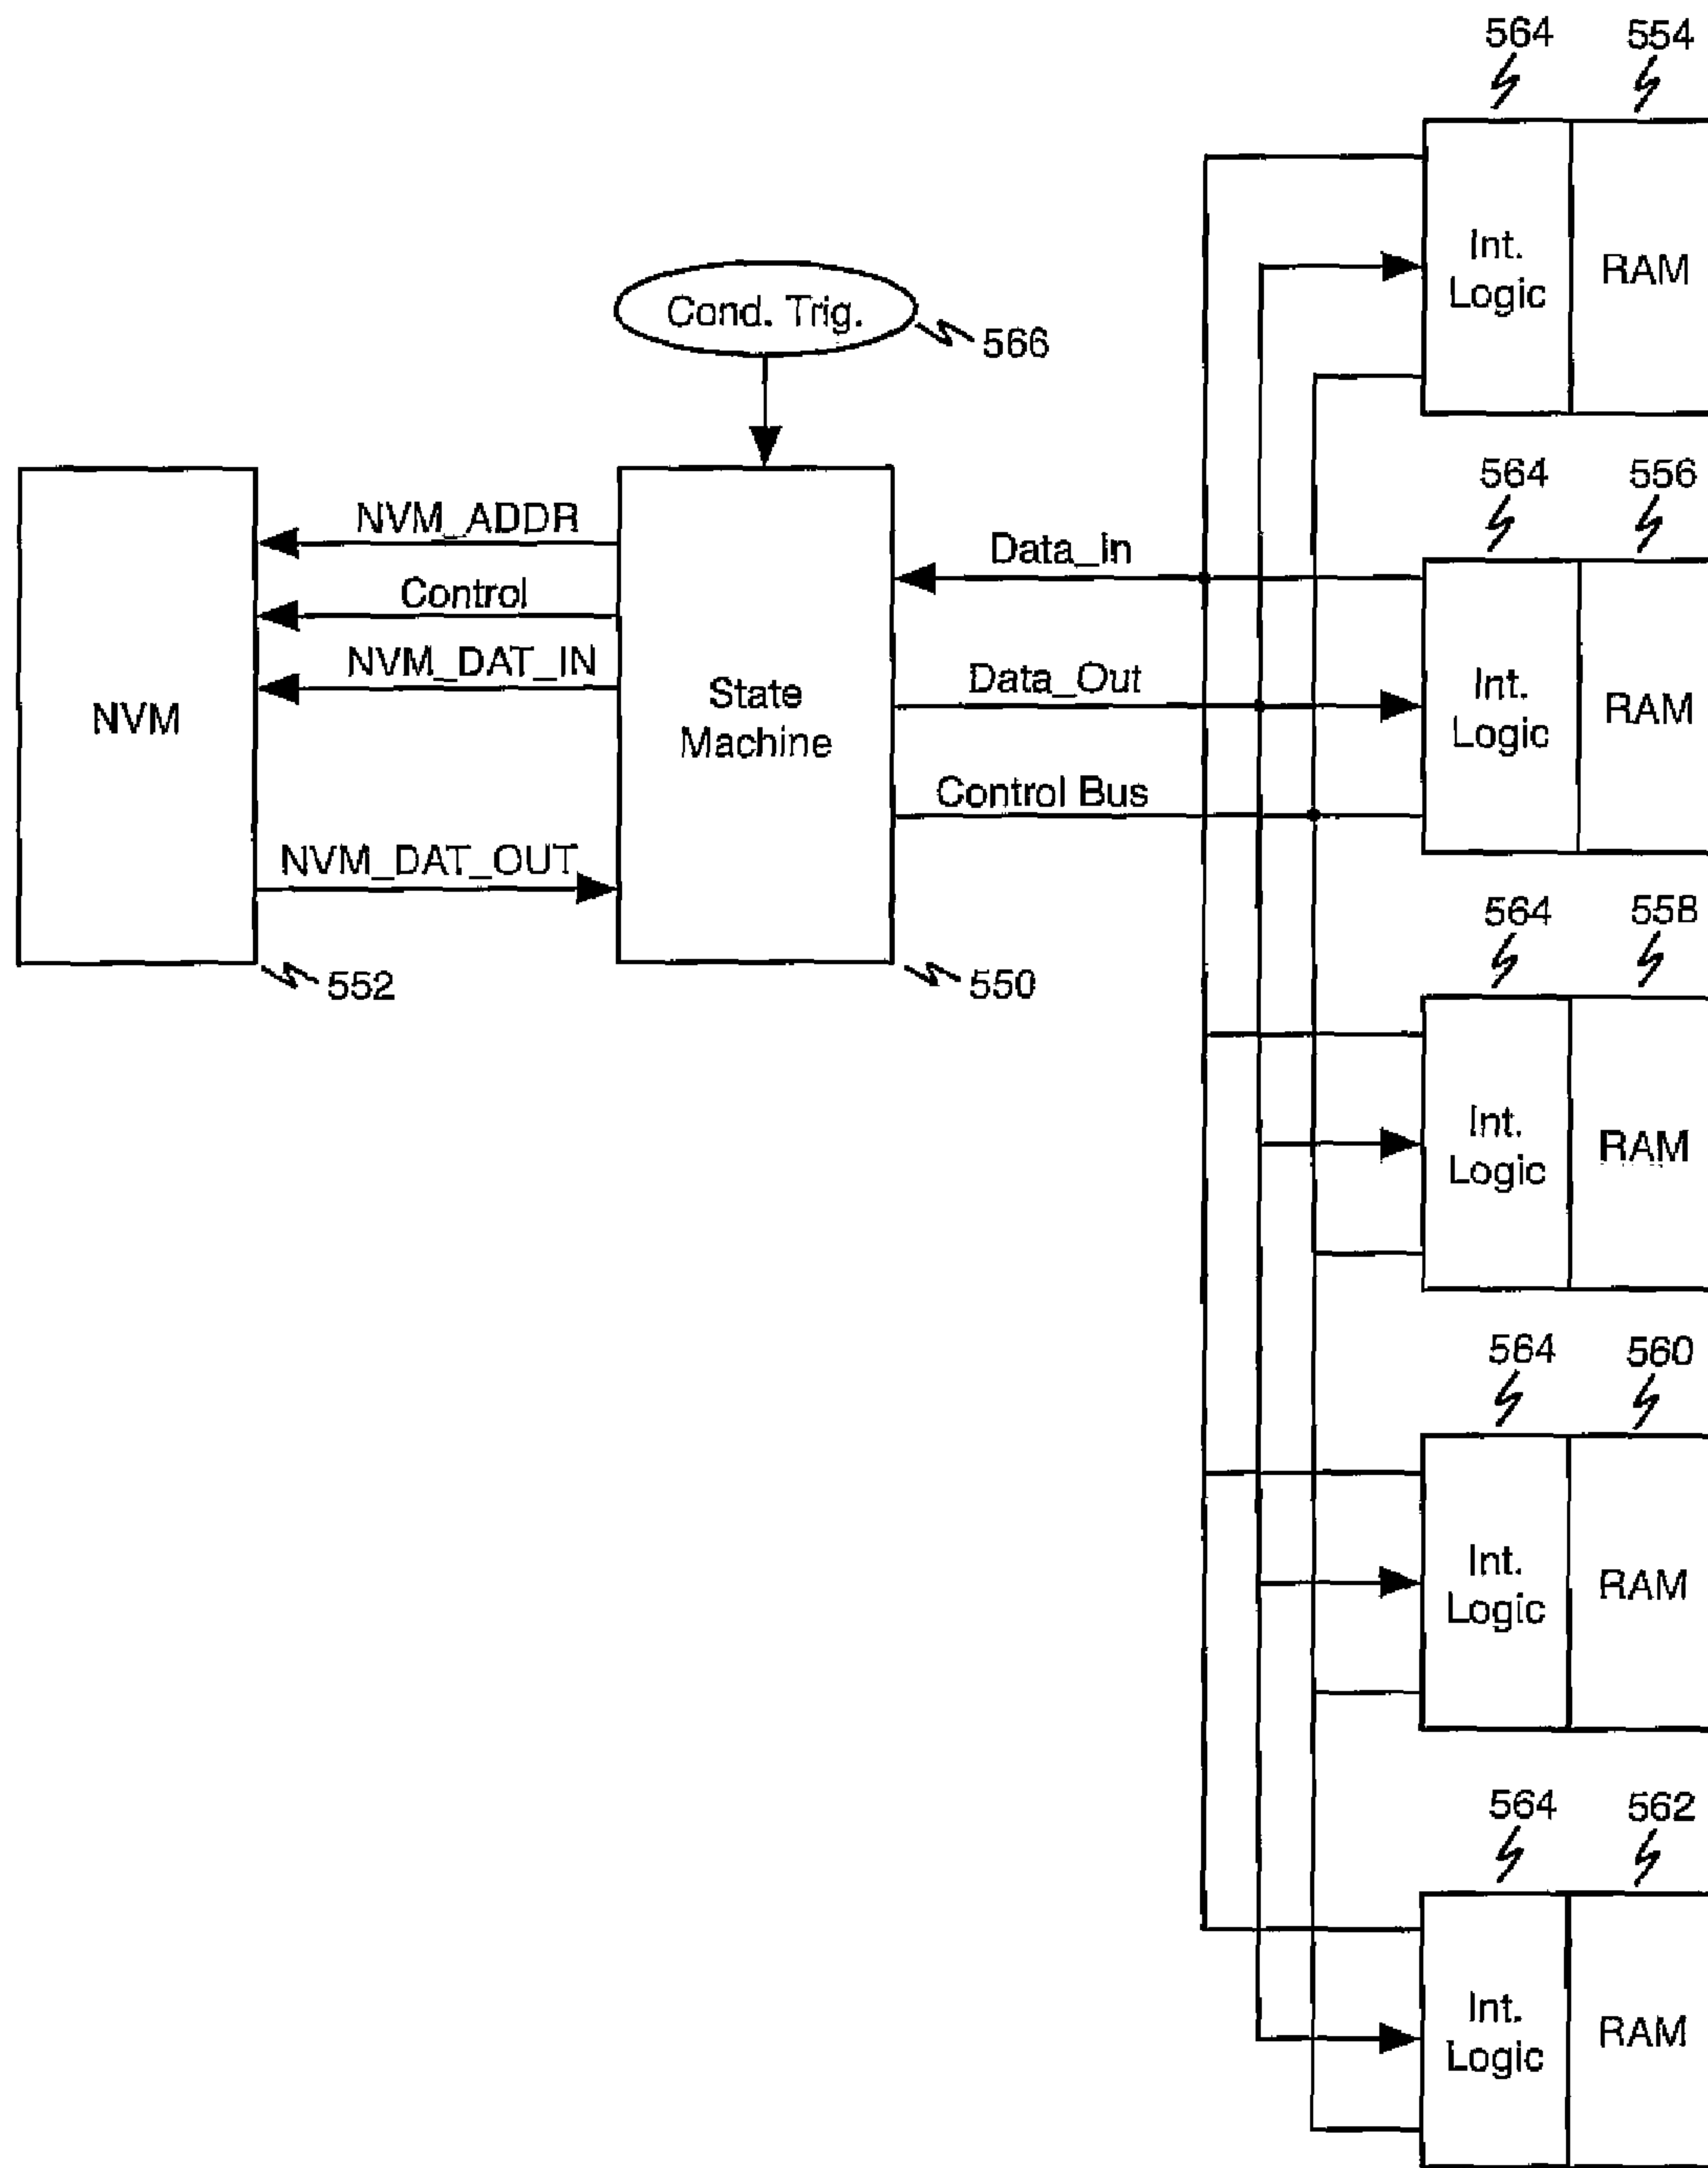 564 554
Int.
Logic
RAM
Cond. Trig.
566
564 556
NVM_ADDR
Control
NVM_DAT_IN
NVM
NVM_DAT_OUT
552
State
Machine
550
Data_in
Data_Out
Control Bus
Int.
Logic
RAM
564 558
Int.
Logic
RAM
564 560
Int.
Logic
RAM
564 562
Int.
Logic
RAM